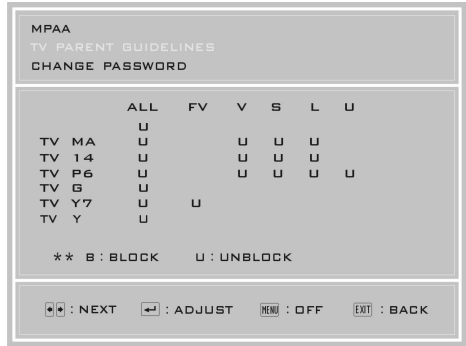 MPAA
TV PARENT GUIDELINES
CHANGE PASSWORD
ALL FV V S L U
U
TV MA U U U U
TV 14 U U U U
TV P6 U U U U U
TV G U
TV Y7 U U
TV Y U
** B : BLOCK U : UNBLOCK
: NEXT : ADJUST MENU : OFF EXIT : BACK